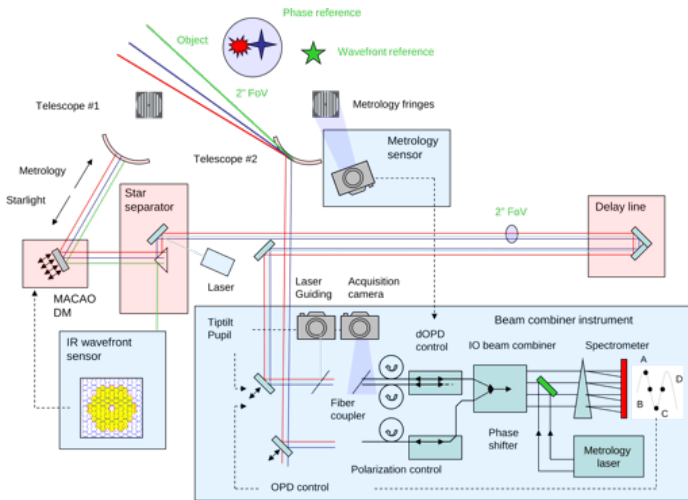 Phase reference
Object
Wavefront reference
2" FoV
Telescope #1
Metrology fringes
Telescope #2
Metrology
sensor
Metrology
Starlight
Star
separator
2" FoV
Delay line
Laser
MACAO
DM
Laser
Guiding
Acquisition
camera
Beam combiner instrument
IR wavefront
sensor
Tiptilt
Pupil
dOPD
control
IO beam combiner
Spectrometer
A
D
B
C
Fiber
coupler
Phase
shifter
Polarization control
Metrology
laser
OPD control